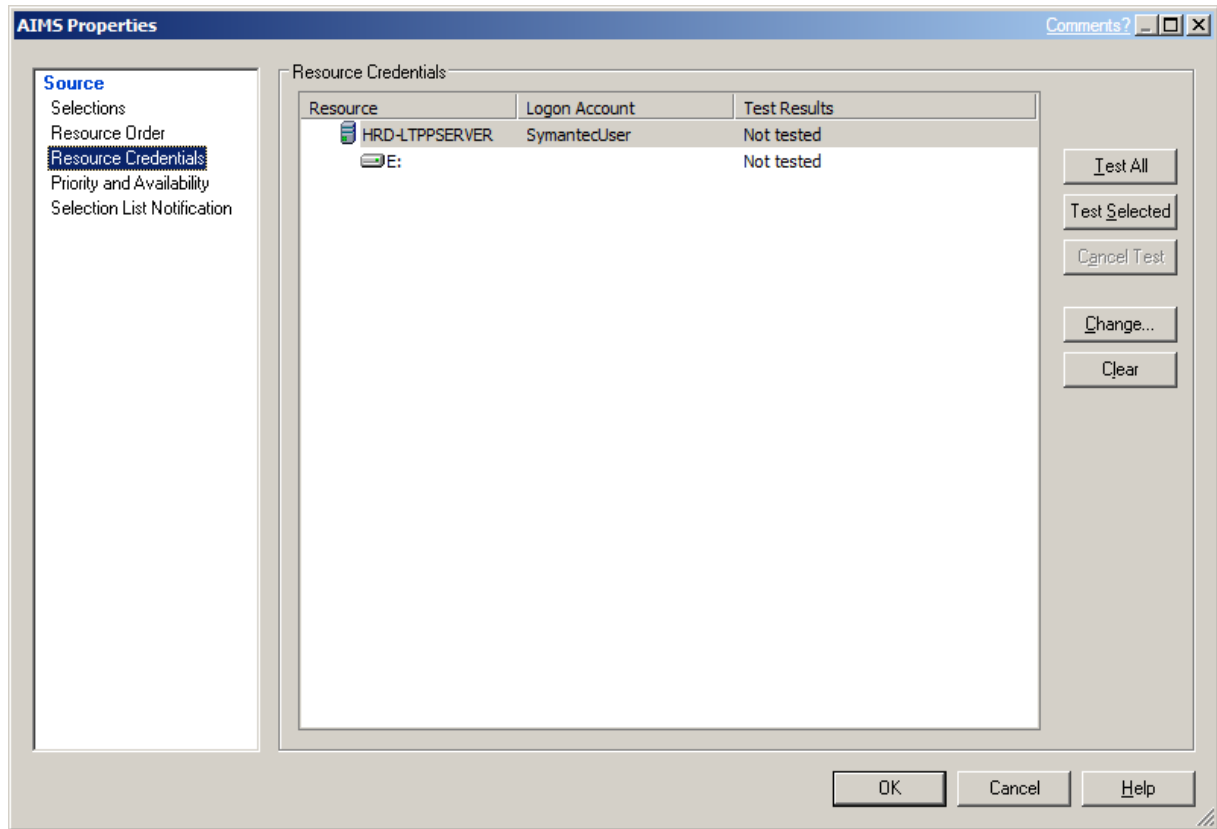 AIMS Properties
Comments?
Source
Selections
Resource Order
Resource Credentials
Priority and Availability
Selection List Notification
Resource Credentials
Resource Logon Account Test Results
HRD-LTPPSERVER SymantecUser Not tested
E: Not tested
Test All
Test Selected
Cancel Test
Change...
Clear
OK Cancel Help